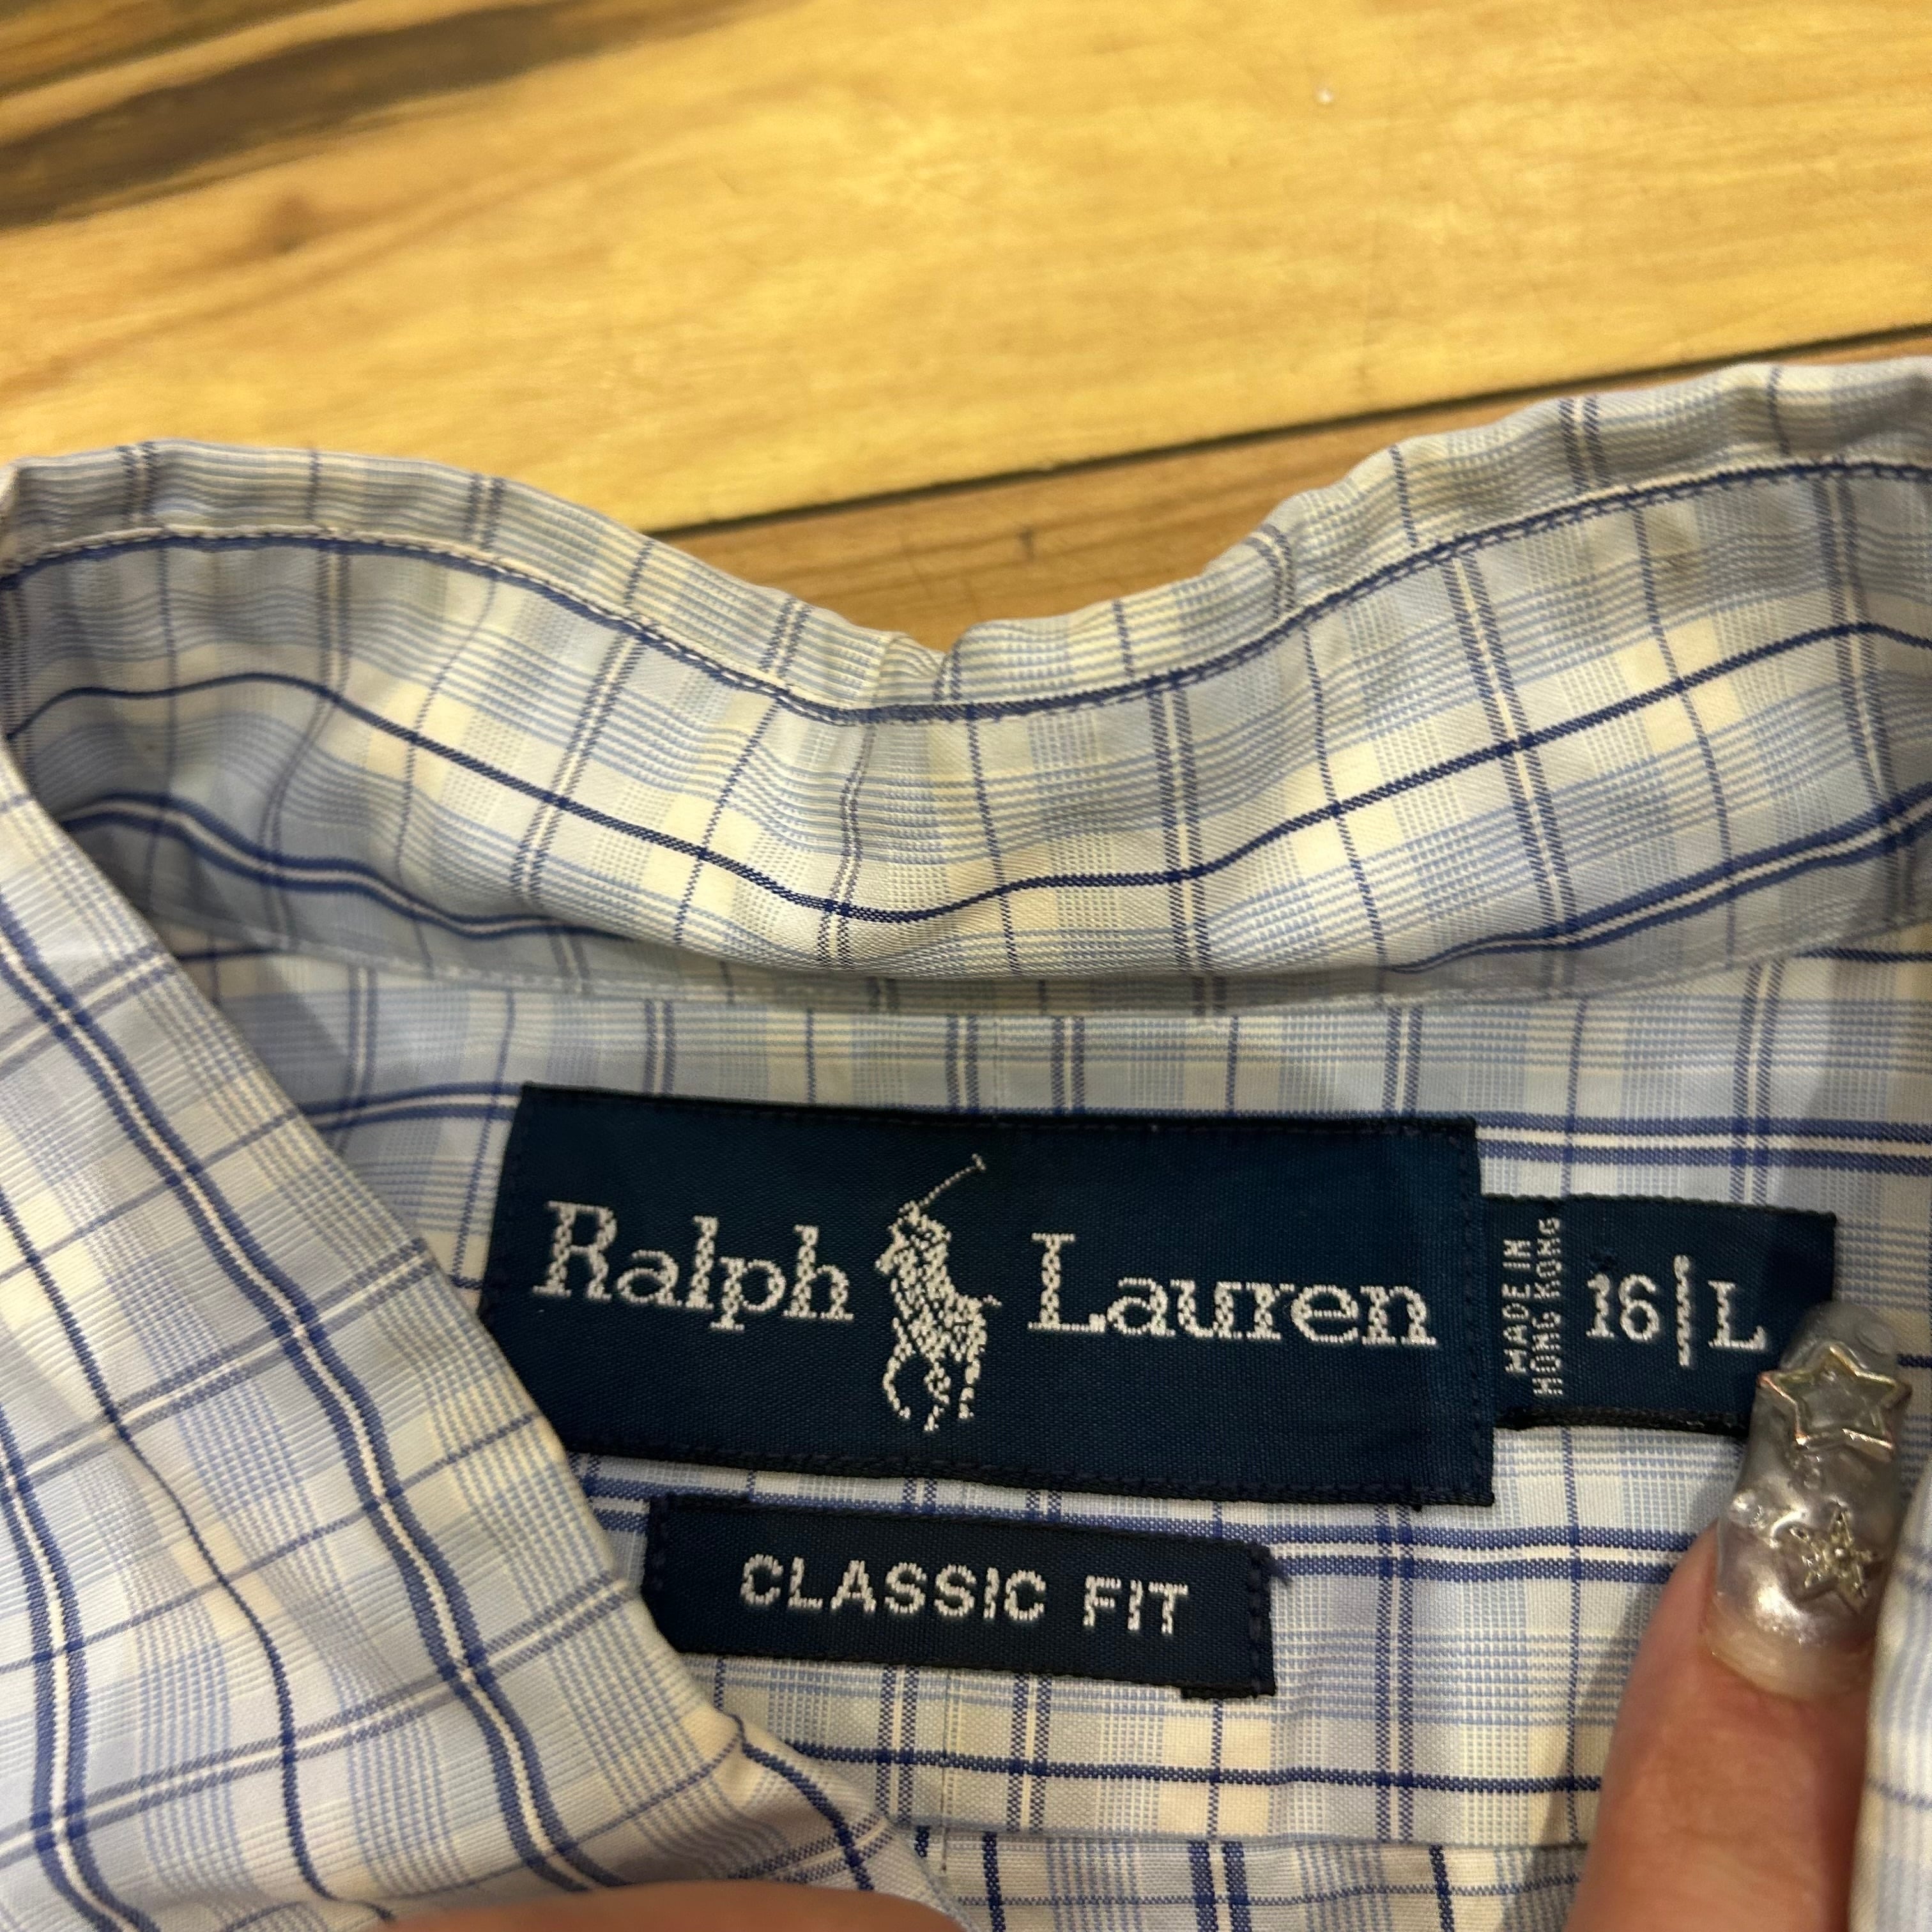 Ralph Lauren
MADE IN
HONG KONG
16|L
CLASSIC FIT